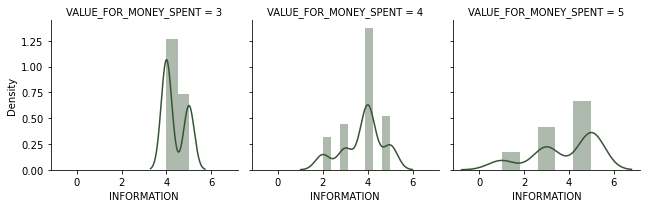 VALUE_FOR_MONEY_SPENT = 3 VALUE_FOR_MONEY_SPENT = 4 VALUE_FOR_MONEY_SPENT = 5
1.25
1.00
0.75
0.50
0.25
0.00
Density
0 2 4 6 0 2 4 6 0 2 4 6
INFORMATION INFORMATION INFORMATION